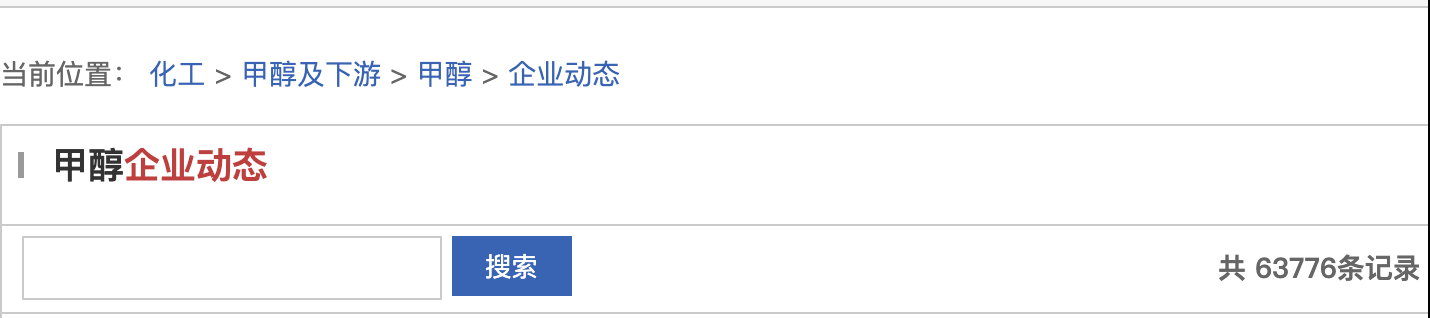 当前位置： 化工 > 甲醇及下游 > 甲醇 > 企业动态
甲醇企业动态
搜索 共 63776条记录